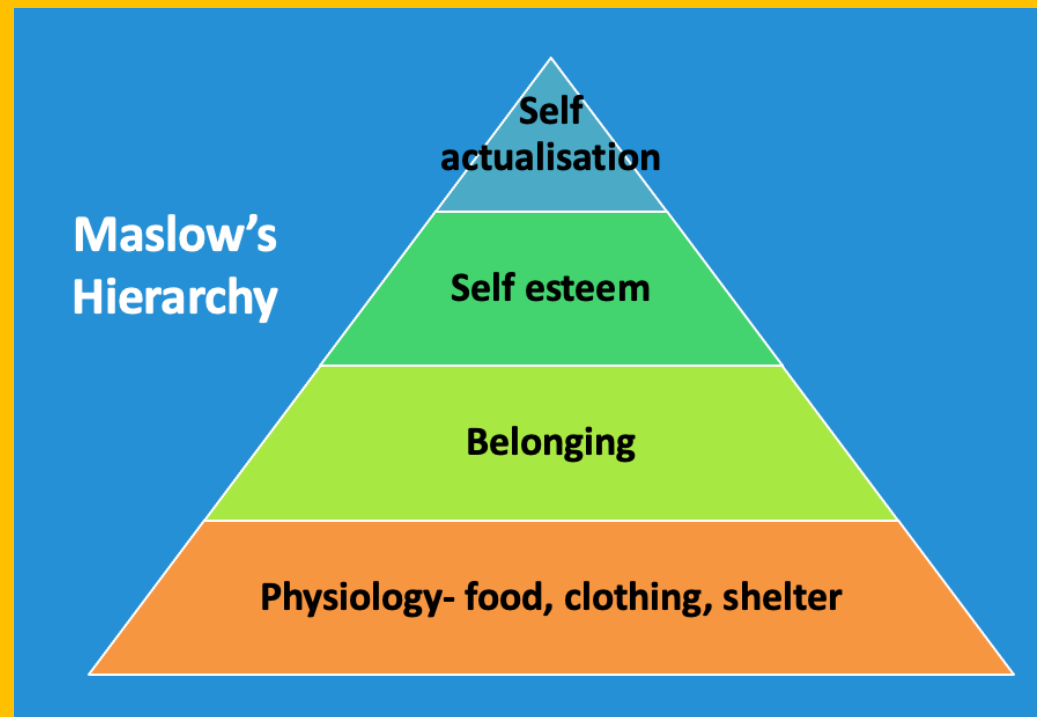 Self
actualisation
Maslow’s
Hierarchy
Self esteem
Belonging
Physiology- food, clothing, shelter